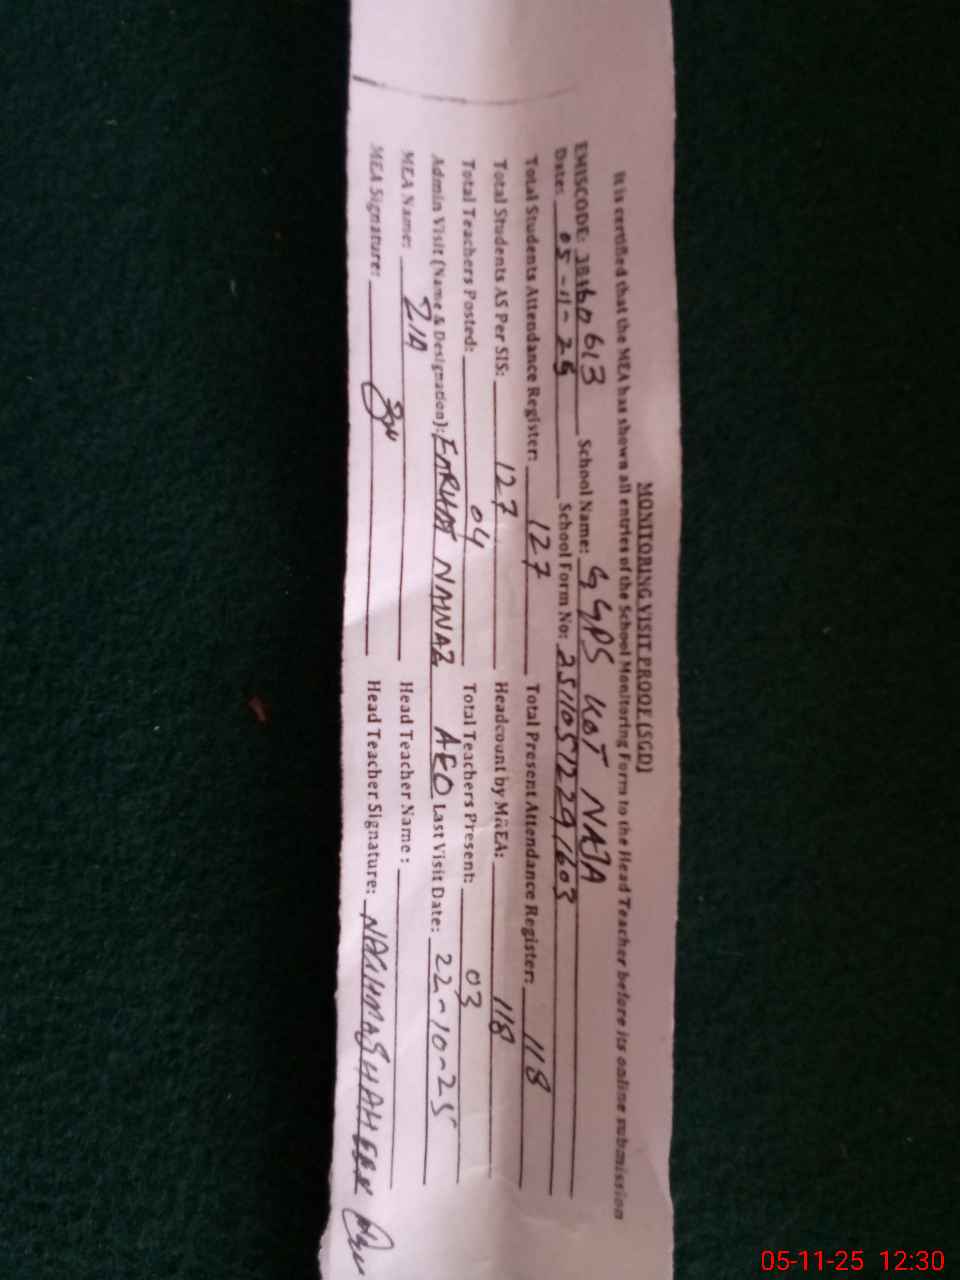 MONITORING VISIT PROOF (SGD)
It is certified that the MEA has shown all entries of the School Monitoring Form to the Head Teacher before its online submission
EMISCODE: 38160613 School Name: GGPS KOT NAJA
Date: 05-11-25 School Form No: 25110512291603
Total Students Attendance Register: 127 Total Present Attendance Register: 118
Total Students AS Per SIS: 127 Headcount by MEA: 118
Total Teachers Posted: 04 Total Teachers Present: 03
Admin Visit (Name & Designation): FARHAT NAWAZ AEO Last Visit Date: 22-10-25
MEA Name: ZIA Head Teacher Name:
MEA Signature: Head Teacher Signature: NAGHMA SHAHEEN
05-11-25 12:30